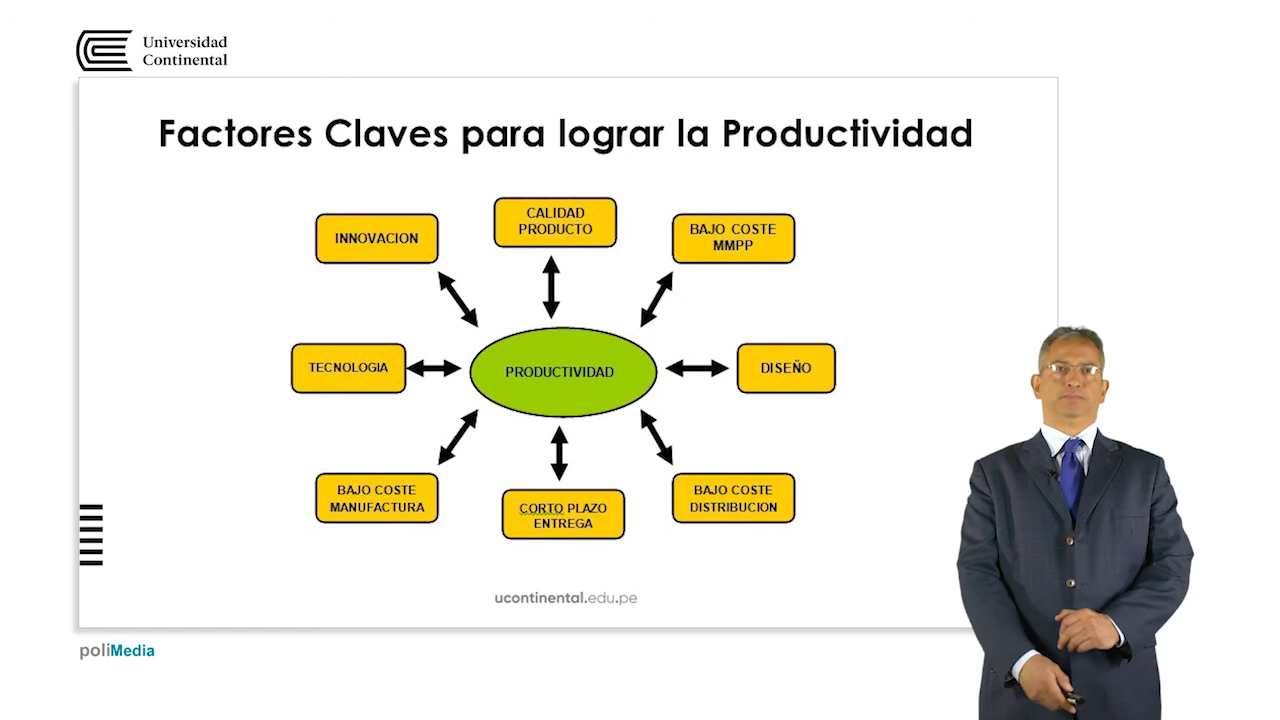 Universidad
Continental
Factores Claves para lograr la Productividad
INNOVACION
CALIDAD
PRODUCTO
BAJO COSTE
MMPP
TECNOLOGIA
PRODUCTIVIDAD
DISEÑO
BAJO COSTE
MANUFACTURA
CORTO PLAZO
ENTREGA
BAJO COSTE
DISTRIBUCION
ucontinental.edu.pe
poliMedia